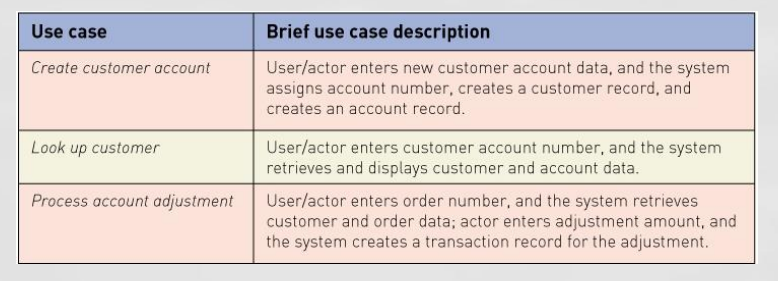 Use case
Brief use case description
Create customer account
User/actor enters new customer account data, and the system
assigns account number, creates a customer record, and
creates an account record.
Look up customer
User/actor enters customer account number, and the system
retrieves and displays customer and account data.
Process account adjustment
User/actor enters order number, and the system retrieves
customer and order data; actor enters adjustment amount, and
the system creates a transaction record for the adjustment.